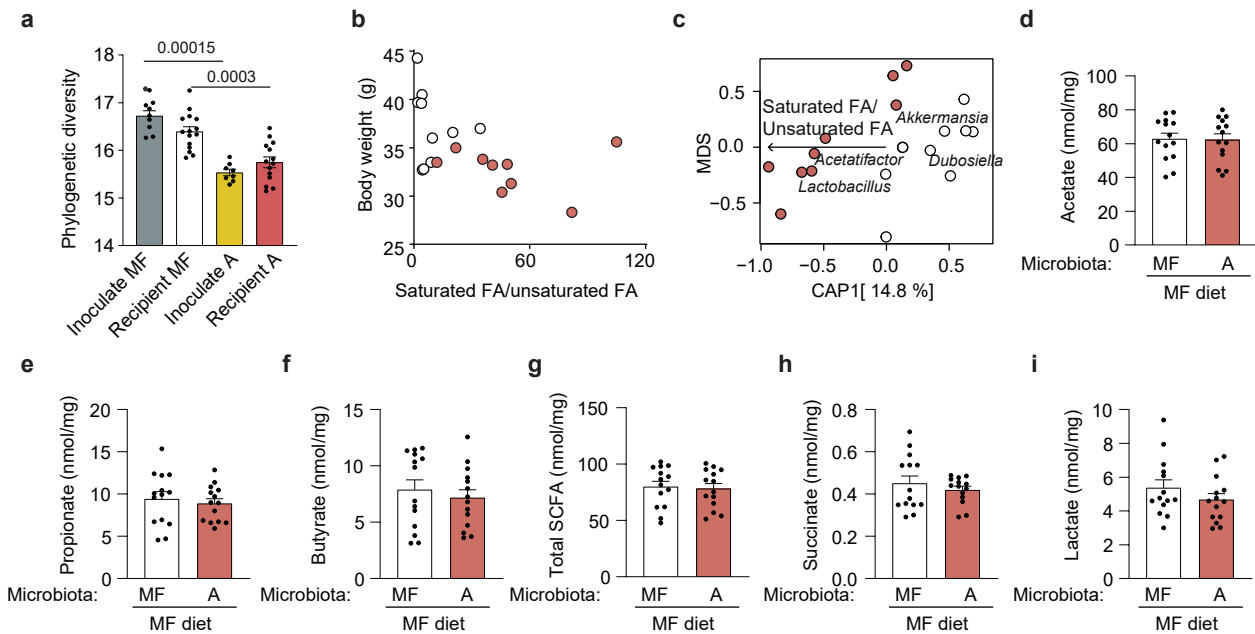 a
0.00015
0.0003
18
17
16
15
14
Phylogenetic diversity
Inoculate MF
Recipient MF
Inoculate A
Recipient A
b
45
40
35
30
25
Body weight (g)
0
60
120
Saturated FA/unsaturated FA
c
0.5
0.0
−0.5
MDS
Saturated FA/
Unsaturated FA
Akkermansia
Acetatifactor
Dubosiella
Lactobacillus
−1.0
−0.5
0.0
0.5
CAP1[ 14.8 %]
d
100
80
60
40
20
0
Acetate (nmol/mg)
Microbiota: MF A
MF diet
e
20
15
10
5
0
Propionate (nmol/mg)
Microbiota: MF A
MF diet
f
15
10
5
0
Butyrate (nmol/mg)
Microbiota: MF A
MF diet
g
150
100
50
0
Total SCFA (nmol/mg)
Microbiota: MF A
MF diet
h
0.8
0.6
0.4
0.2
0.0
Succinate (nmol/mg)
Microbiota: MF A
MF diet
i
10
8
6
4
2
0
Lactate (nmol/mg)
Microbiota: MF A
MF diet